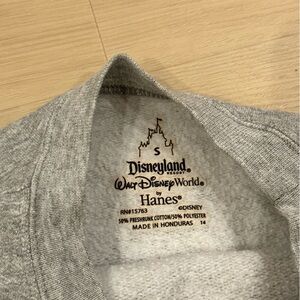 S
Disneyland
RESORT
Walt Disney World®
by
Hanes®
RN#15763 ©DISNEY
50% PRESHRUNK COTTON/50% POLYESTER
MADE IN HONDURAS 14